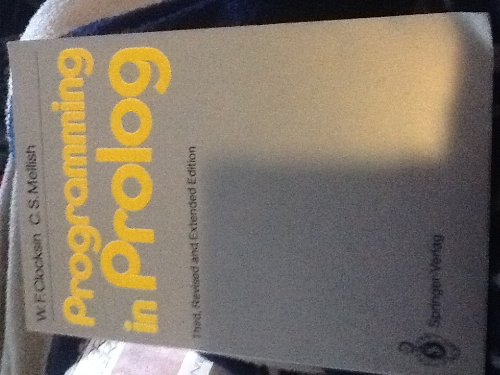 W. F. Clocksin C. S. Mellish
Programming
in Prolog
Third, Revised and Extended Edition
Springer-Verlag